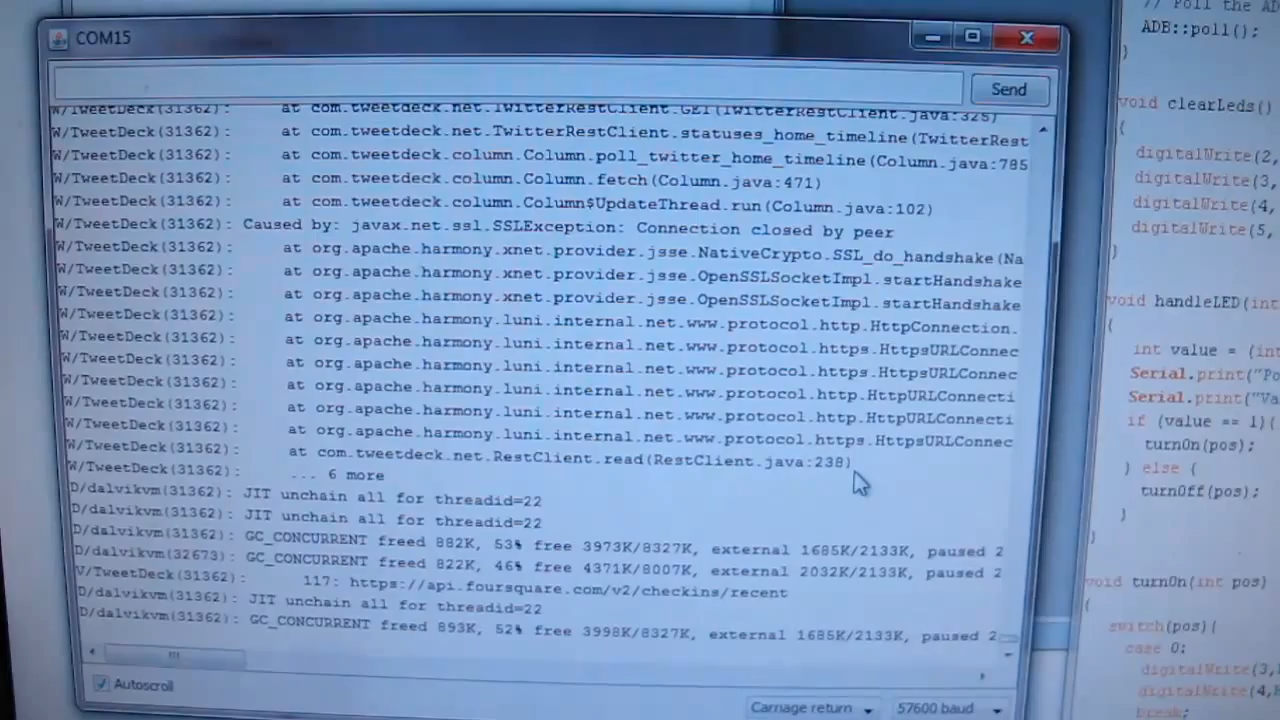 COM15
Send
W/TweetDeck(31362): at com.tweetdeck.net.TwitterRestClient.GET(TwitterRestClient.java:325)
W/TweetDeck(31362): at com.tweetdeck.net.TwitterRestClient.statuses_home_timeline(TwitterRest
W/TweetDeck(31362): at com.tweetdeck.column.Column.poll_twitter_home_timeline(Column.java:785
W/TweetDeck(31362): at com.tweetdeck.column.Column.fetch(Column.java:471)
W/TweetDeck(31362): at com.tweetdeck.column.Column$UpdateThread.run(Column.java:102)
W/TweetDeck(31362): Caused by: javax.net.ssl.SSLException: Connection closed by peer
W/TweetDeck(31362): at org.apache.harmony.xnet.provider.jsse.NativeCrypto.SSL_do_handshake(Na
W/TweetDeck(31362): at org.apache.harmony.xnet.provider.jsse.OpenSSLSocketImpl.startHandshake
W/TweetDeck(31362): at org.apache.harmony.xnet.provider.jsse.OpenSSLSocketImpl.startHandshake
W/TweetDeck(31362): at org.apache.harmony.luni.internal.net.www.protocol.http.HttpConnection.
W/TweetDeck(31362): at org.apache.harmony.luni.internal.net.www.protocol.https.HttpsURLConnec
W/TweetDeck(31362): at org.apache.harmony.luni.internal.net.www.protocol.https.HttpsURLConnec
W/TweetDeck(31362): at org.apache.harmony.luni.internal.net.www.protocol.http.HttpURLConnecti
W/TweetDeck(31362): at org.apache.harmony.luni.internal.net.www.protocol.http.HttpURLConnecti
W/TweetDeck(31362): at org.apache.harmony.luni.internal.net.www.protocol.https.HttpsURLConnec
W/TweetDeck(31362): at com.tweetdeck.net.RestClient.read(RestClient.java:238)
W/TweetDeck(31362): ... 6 more
D/dalvikvm(31362): JIT unchain all for threadid=22
D/dalvikvm(31362): JIT unchain all for threadid=22
D/dalvikvm(31362): GC_CONCURRENT freed 882K, 53% free 3973K/8327K, external 1685K/2133K, paused 2
D/dalvikvm(32673): GC_CONCURRENT freed 822K, 46% free 4371K/8007K, external 2032K/2133K, paused 2
V/TweetDeck(31362): 117: https://api.foursquare.com/v2/checkins/recent
D/dalvikvm(31362): JIT unchain all for threadid=22
D/dalvikvm(31362): GC_CONCURRENT freed 893K, 52% free 3998K/8327K, external 1685K/2133K, paused 2
Autoscroll
Carriage return
57600 baud
// Poll the AD
ADB::poll();
}
void clearLeds()
{
digitalWrite(2,
digitalWrite(3,
digitalWrite(4,
digitalWrite(5,
}
void handleLED(int
{
int value = (int
Serial.print("Po
Serial.print("Va
if (value == 1){
turnOn(pos);
} else {
turnOff(pos);
}
}
void turnOn(int pos)
{
switch(pos){
case 0:
digitalWrite(3,
digitalWrite(4,
break;